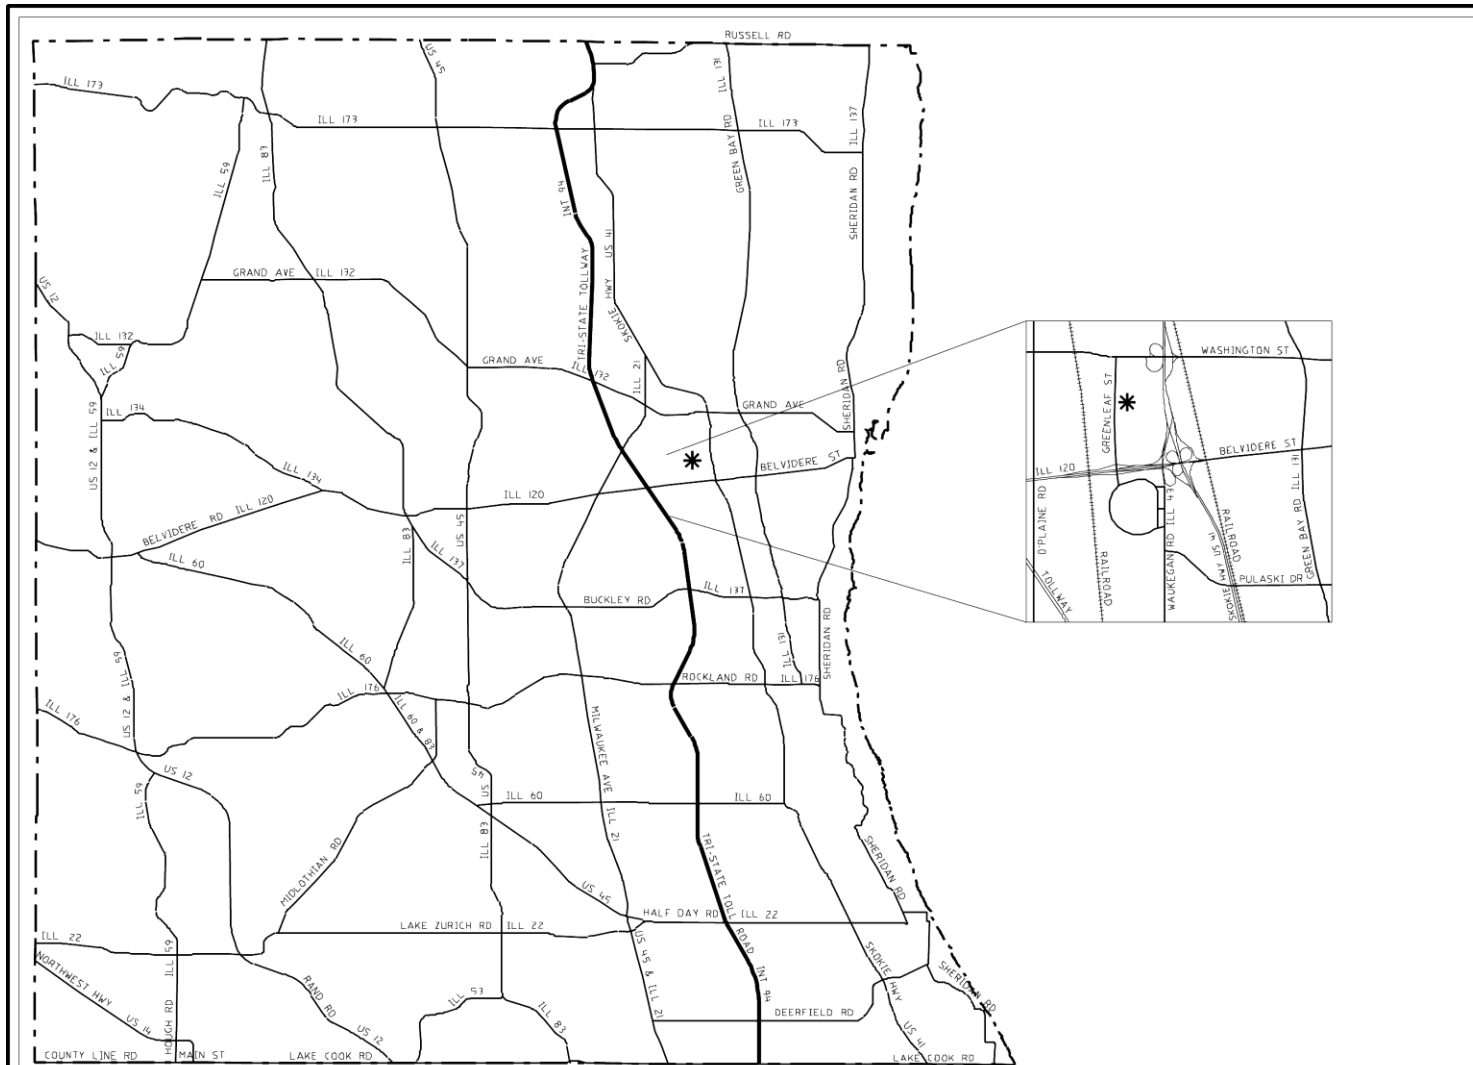 RUSSELL RD
US 45
ILL 173
ILL 131
ILL 137
ILL 173
ILL 173
GREEN BAY RD
ILL 83
ILL 59
INT 94
SHERIDAN RD
US 41
SKOKIE HWY
TRI-STATE TOLLWAY
GRAND AVE ILL 132
US 12
ILL 132
ILL 59
GRAND AVE
ILL 132
ILL 21
SHERIDAN RD
GRAND AVE
US 12 & ILL 59
ILL 134
ILL 134
BELVIDERE ST
ILL 120
BELVIDERE RD ILL 120
ILL 60
ILL 83
US 45
ILL 137
BUCKLEY RD
ILL 137
SHERIDAN RD
ILL 131
ILL 60
US 12 & ILL 59
ILL 176
ILL 176
ILL 60 & 83
ROCKLAND RD
ILL 176
MILWAUKEE AVE ILL 21
US 12
ILL 59
US 45
ILL 83
ILL 60
ILL 60
MIDLOTHIAN RD
TRI-STATE TOLL ROAD INT 94
SHERIDAN RD
US 45
HALF DAY RD ILL 22
LAKE ZURICH RD ILL 22
ILL 22
NORTHWEST HWY
US 14
HOUGH RD ILL 59
RAND RD
US 12
ILL 53
ILL 83
US 45 & ILL 21
DEERFIELD RD
SKOKIE HWY
US 41
SHERIDAN RD
COUNTY LINE RD
MAIN ST
LAKE COOK RD
LAKE COOK RD
WASHINGTON ST
GREENLEAF ST
BELVIDERE ST
ILL 120
D'PLAINE RD
TOLLWAY
RAILROAD
WAUKEGAN RD ILL 43
RAILROAD
SKOKIE HWY US 41
GREEN BAY RD ILL 131
PULASKI DR